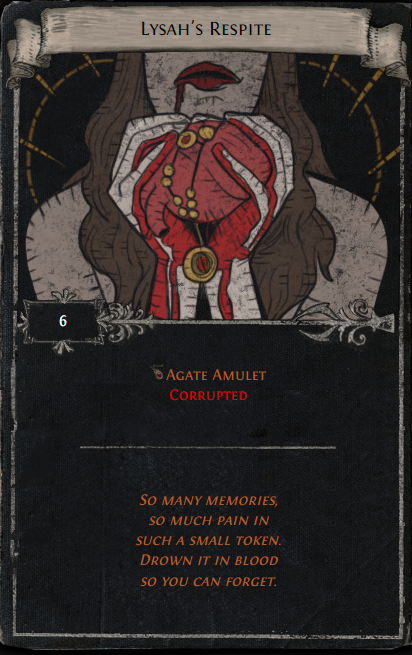 Lysah's Respite
6
Agate Amulet
Corrupted
So many memories,
so much pain in
such a small token.
Drown it in blood
so you can forget.